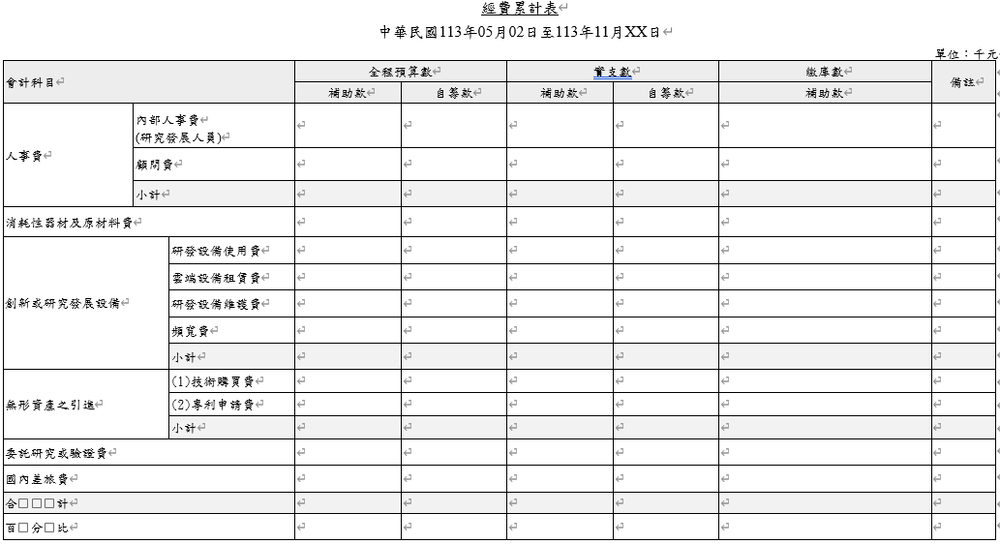 經費累計表
中華民國113年05月02日至113年11月XX日
單位：千元
會計科目 全程預算數 實支數 繳庫數 備註
補助款 自籌款 補助款 自籌款 補助款
人事費
內部人事費
(研究發展人員)
顧問費
小計
消耗性器材及原材料費
創新或研究發展設備
研發設備使用費
雲端設備租賃費
研發設備維護費
頻寬費
小計
無形資產之引進
(1)技術購買費
(2)專利申請費
小計
委託研究或驗證費
國內差旅費
合□□□計
百□分□比